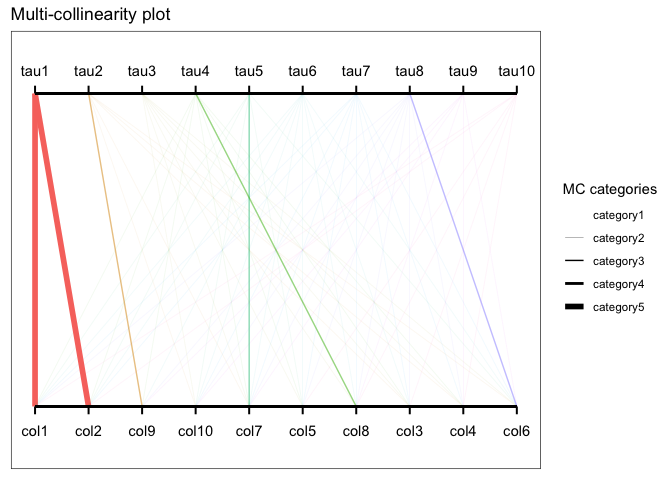 Multi-collinearity plot
tau1 tau2 tau3 tau4 tau5 tau6 tau7 tau8 tau9 tau10
MC categories
category1
category2
category3
category4
category5
col1 col2 col9 col10 col7 col5 col8 col3 col4 col6